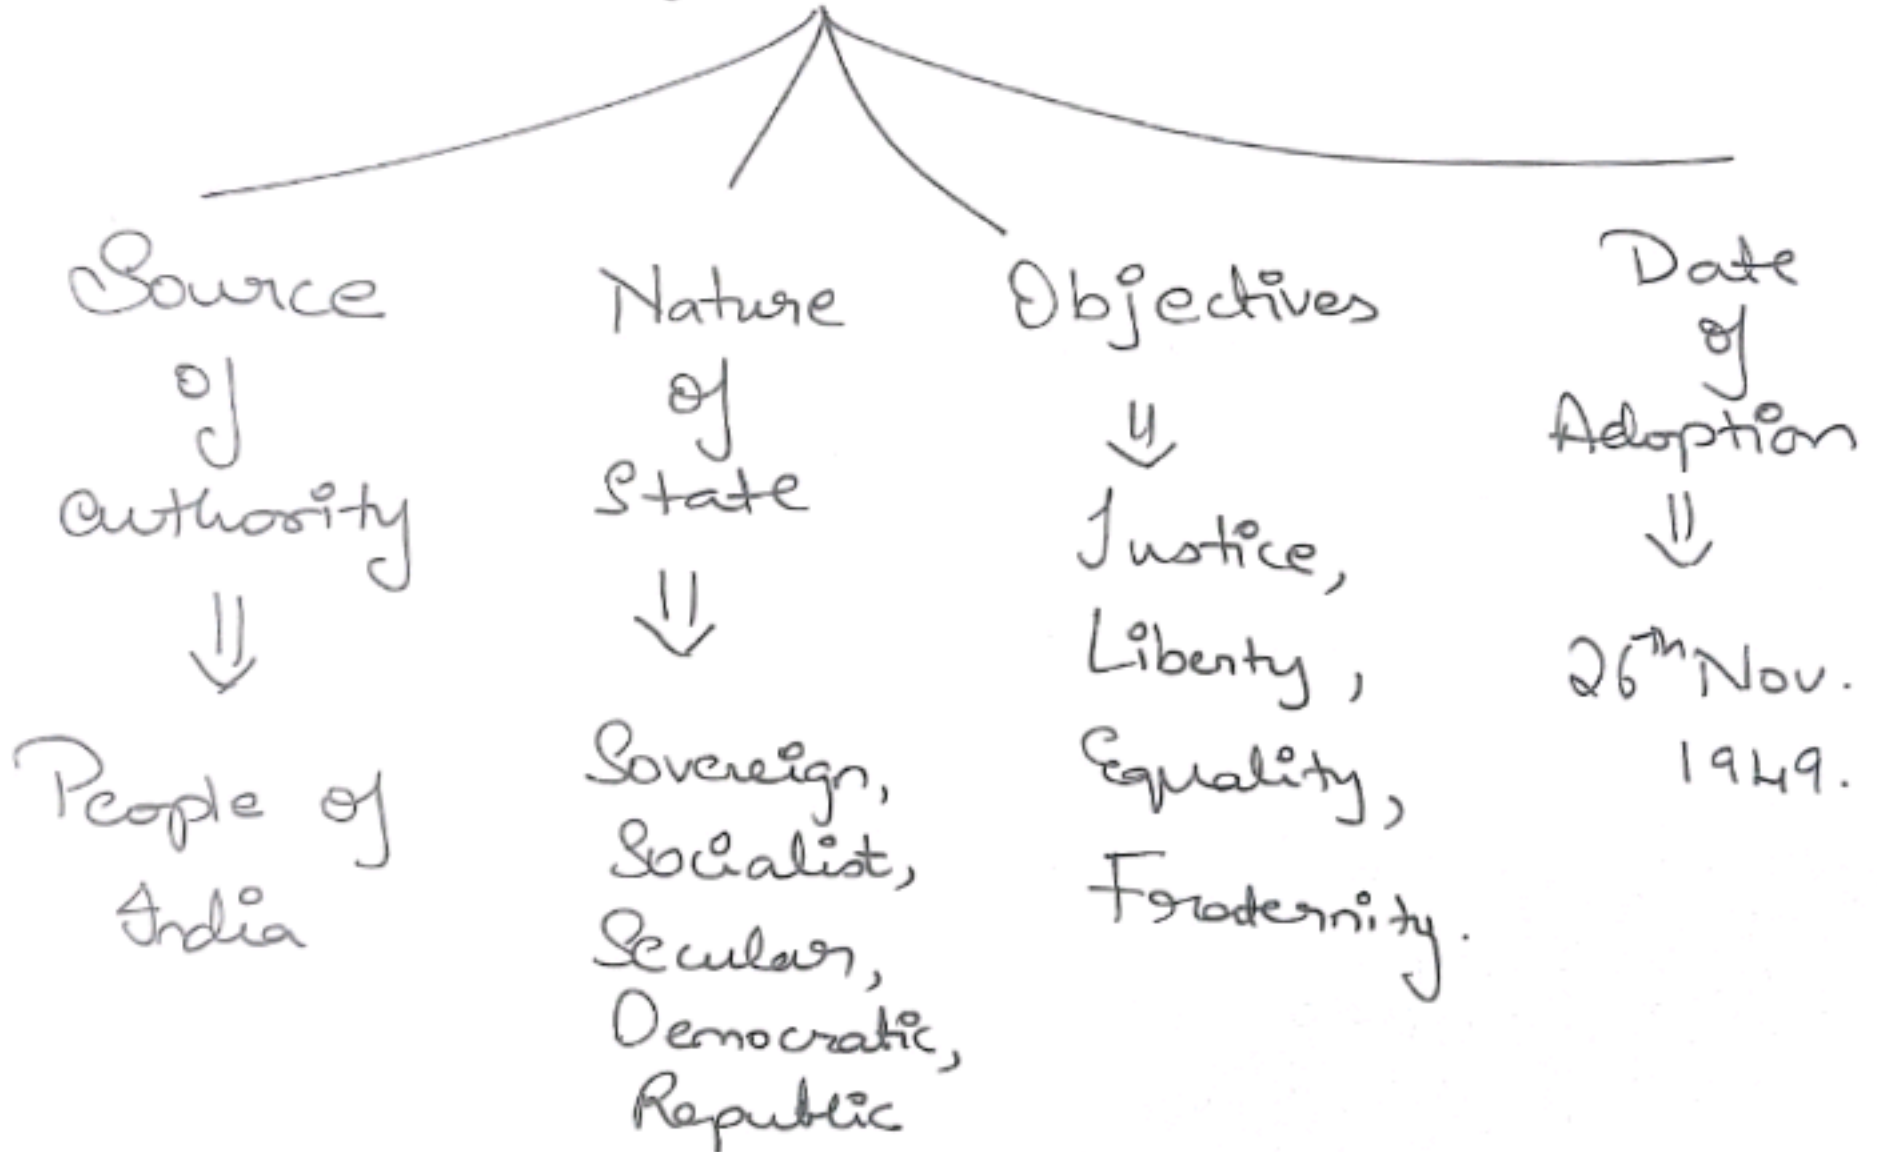 Source
of
authority
People of
India
Nature
of
State
Sovereign,
Socialist,
Secular,
Democratic,
Republic
Objectives
Justice,
Liberty,
Equality,
Fraternity.
Date
of
Adoption
26th Nov.
1949.